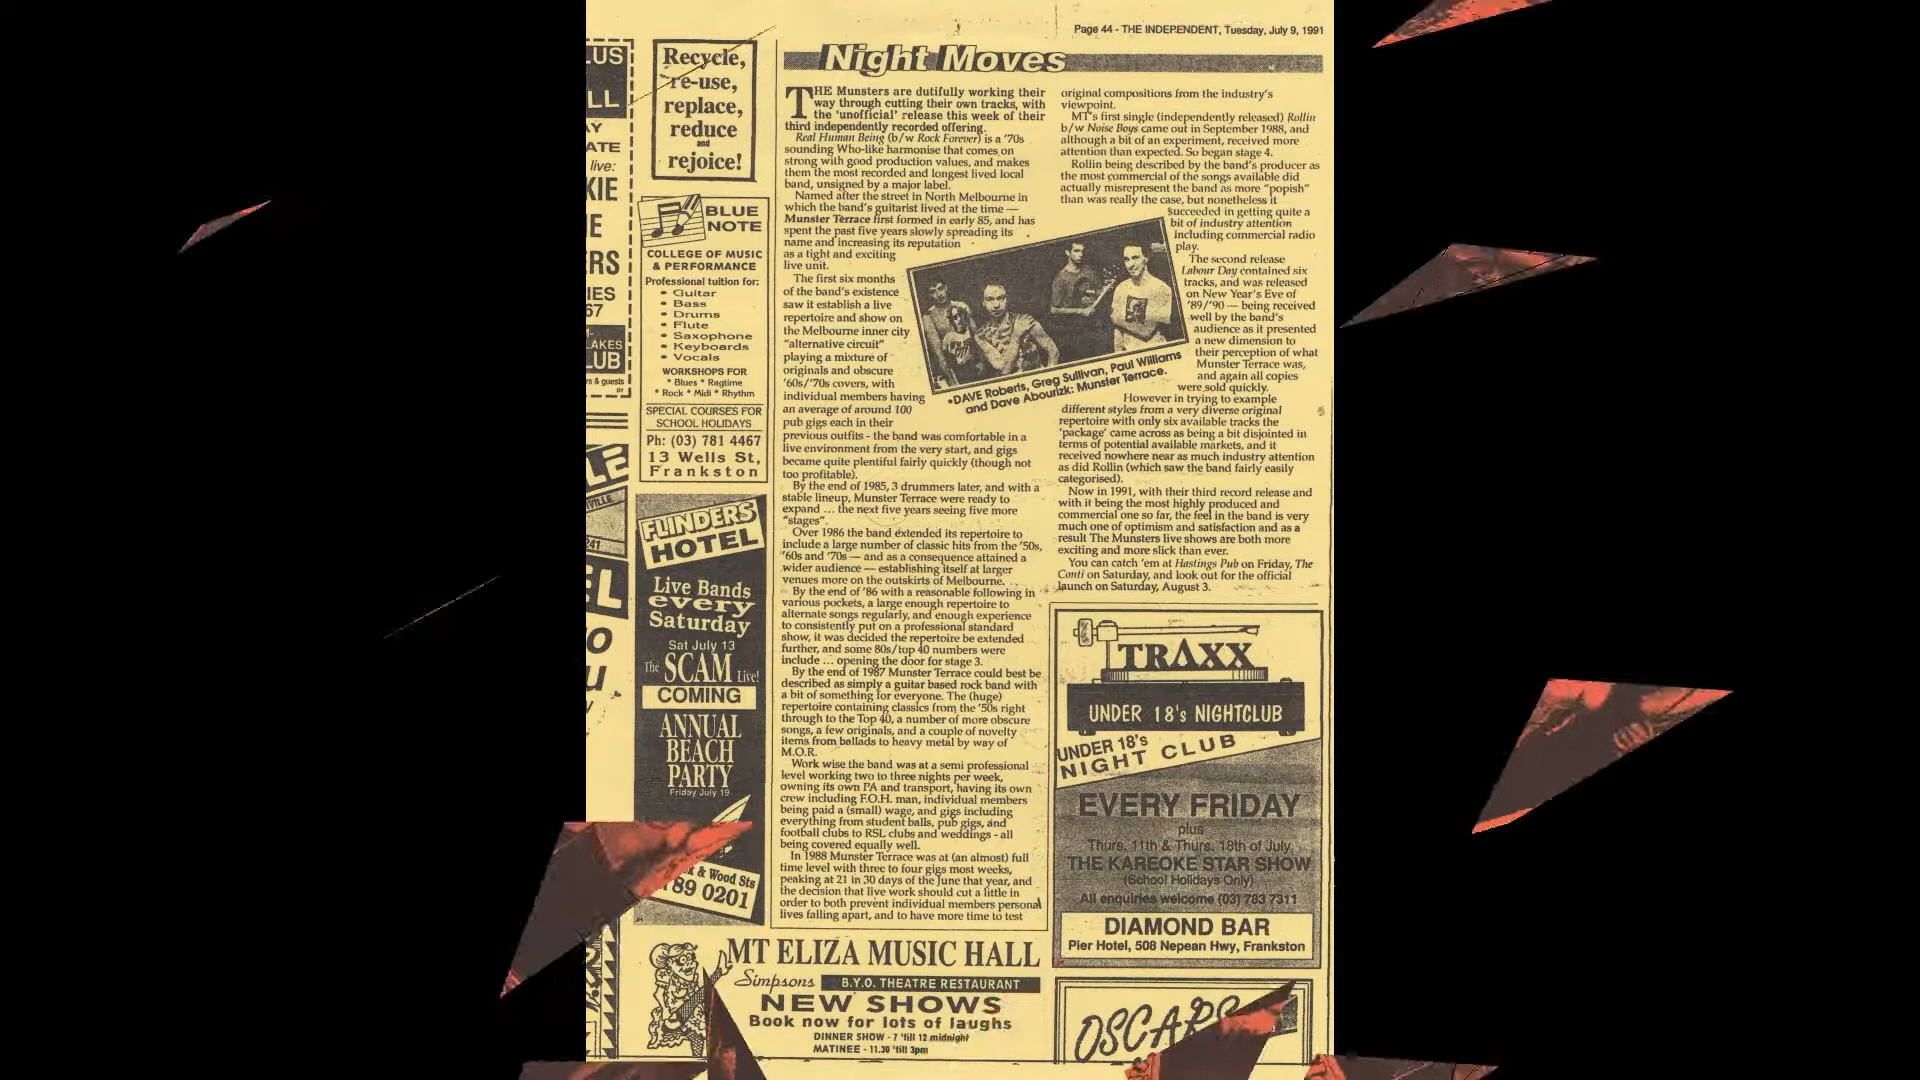 Page 44 - THE INDEPENDENT, Tuesday, July 9, 1991
Night Moves
THE Munsters are dutifully working their
way through cutting their own tracks, with
the 'unofficial' release this week of their
third independently recorded offering.
Real Human Being (b/w Rock Forever) is a '70s
sounding Who-like harmonise that comes on
strong with good production values, and makes
them the most recorded and longest lived local
band, unsigned by a major label.
Named after the street in North Melbourne in
which the band's guitarist lived at the time —
Munster Terrace first formed in early 85, and has
spent the past five years slowly spreading its
name and increasing its reputation
as a tight and exciting
live unit.
The first six months
of the band's existence
saw it establish a live
repertoire and show on
the Melbourne inner city
"alternative circuit"
playing a mixture of
originals and obscure
'60s/'70s covers, with
individual members having
an average of around 100
pub gigs each in their
previous outfits - the band was comfortable in a
live environment from the very start, and gigs
became quite plentiful fairly quickly (though not
too profitable).
By the end of 1985, 3 drummers later, and with a
stable lineup, Munster Terrace were ready to
expand ... the next five years seeing five more
"stages".
Over 1986 the band extended its repertoire to
include a large number of classic hits from the '50s,
'60s and '70s — and as a consequence attained a
wider audience — establishing itself at larger
venues more on the outskirts of Melbourne.
By the end of '86 with a reasonable following in
various pockets, a large enough repertoire to
alternate songs regularly, and enough experience
to consistently put on a professional standard
show, it was decided the repertoire be extended
further, and some 80s/top 40 numbers were
include ... opening the door for stage 3.
By the end of 1987 Munster Terrace could best be
described as simply a guitar based rock band with
a bit of something for everyone. The (huge)
repertoire containing classics from the '50s right
through to the Top 40, a number of more obscure
songs, a few originals, and a couple of novelty
items from ballads to heavy metal by way of
M.O.R.
Work wise the band was at a semi professional
level working two to three nights per week,
owning its own PA and transport, having its own
crew including F.O.H. man, individual members
being paid a (small) wage, and gigs including
everything from student balls, pub gigs, and
football clubs to RSL clubs and weddings - all
being covered equally well.
In 1988 Munster Terrace was at (an almost) full
time level with three to four gigs most weeks,
peaking at 21 in 30 days of the June that year, and
the decision that live work should cut a little in
order to both prevent individual members personal
lives falling apart, and to have more time to test
original compositions from the industry's
viewpoint.
MT's first single (independently released) Rollin
b/w Noise Boys came out in September 1988, and
although a bit of an experiment, received more
attention than expected. So began stage 4.
Rollin being described by the band's producer as
the most commercial of the songs available did
actually misrepresent the band as more "popish"
than was really the case, but nonetheless it
succeeded in getting quite a
bit of industry attention
including commercial radio
play.
The second release
Labour Day contained six
tracks, and was released
on New Year's Eve of
'89/'90 — being received
well by the band's
audience as it presented
a new dimension to
their perception of what
Munster Terrace was,
and again all copies
were sold quickly.
However in trying to example
different styles from a very diverse original
repertoire with only six available tracks the
'package' came across as being a bit disjointed in
terms of potential available markets, and it
received nowhere near as much industry attention
as did Rollin (which saw the band fairly easily
categorised).
Now in 1991, with their third record release and
with it being the most highly produced and
commercial one so far, the feel in the band is very
much one of optimism and satisfaction and as a
result The Munsters live shows are both more
exciting and more slick than ever.
You can catch 'em at Hastings Pub on Friday, The
Conti on Saturday, and look out for the official
launch on Saturday, August 3.
•DAVE Roberts, Greg Sullivan, Paul Williams
and Dave Abourizk: Munster Terrace.
Recycle,
re-use,
replace,
reduce
and
rejoice!
BLUE
NOTE
COLLEGE OF MUSIC
& PERFORMANCE
Professional tuition for:
• Guitar
• Bass
• Drums
• Flute
• Saxophone
• Keyboards
• Vocals
WORKSHOPS FOR
* Blues * Ragtime
* Rock * Midi * Rhythm
SPECIAL COURSES FOR
SCHOOL HOLIDAYS
Ph: (03) 781 4467
13 Wells St,
Frankston
FLINDERS
HOTEL
Live Bands
every
Saturday
Sat July 13
The SCAM Live!
COMING
ANNUAL
BEACH
PARTY
Friday July 19
& Wood Sts
89 0201
MT ELIZA MUSIC HALL
Simpsons B.Y.O. THEATRE RESTAURANT
NEW SHOWS
Book now for lots of laughs
DINNER SHOW - 7 'till 12 midnight
MATINEE - 11.30 'till 3pm
TRAXX
UNDER 18's NIGHTCLUB
UNDER 18's
NIGHT CLUB
EVERY FRIDAY
plus
Thurs. 11th & Thurs. 18th of July,
THE KAREOKE STAR SHOW
(School Holidays Only)
All enquiries welcome (03) 783 7311
DIAMOND BAR
Pier Hotel, 508 Nepean Hwy, Frankston
OSCARS